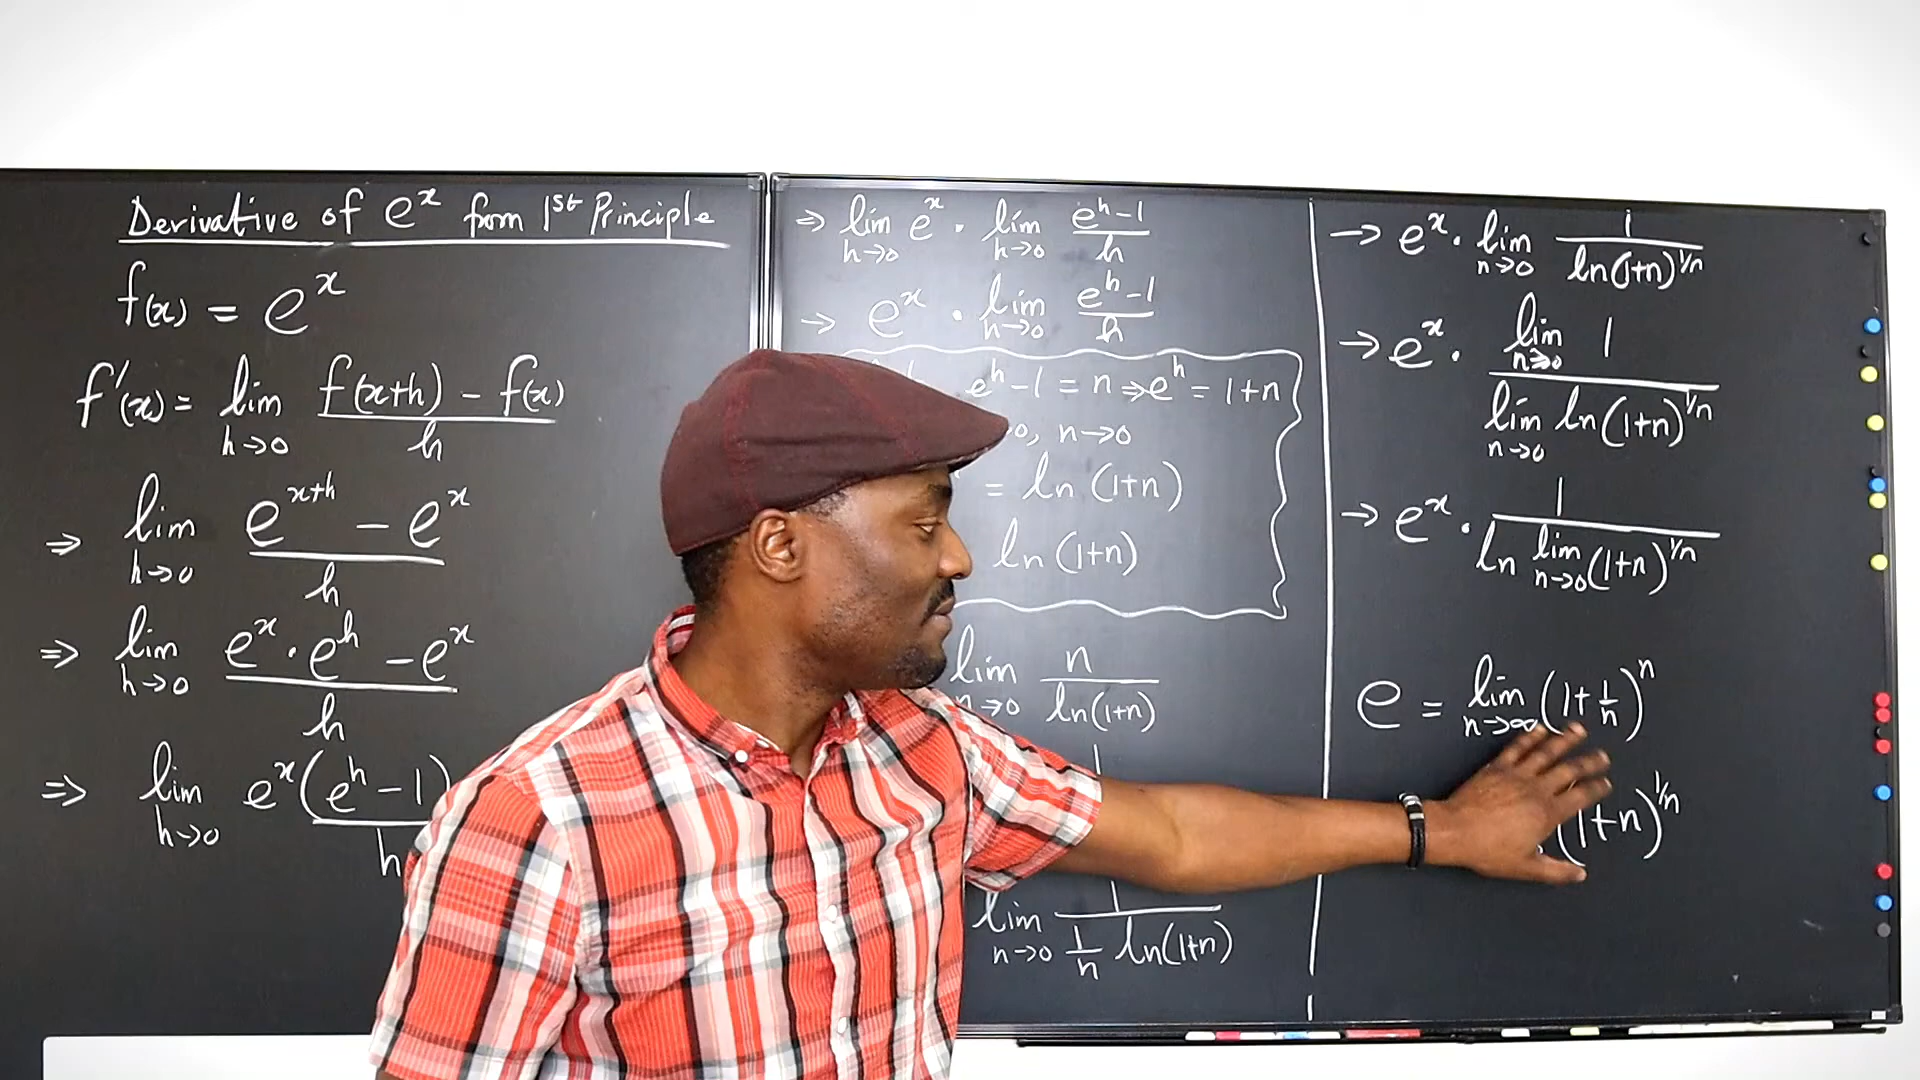 Derivative of e^x from 1st Principle
f(x) = e^x
f'(x) = lim h→0 (f(x+h) - f(x))/h
⇒ lim h→0 (e^(x+h) - e^x)/h
⇒ lim h→0 (e^x · e^h - e^x)/h
⇒ lim h→0 e^x(e^h - 1)/h
⇒ lim h→0 e^x · lim h→0 (e^h - 1)/h
→ e^x · lim h→0 (e^h - 1)/h
e^h - 1 = n ⇒ e^h = 1+n
0, n→0
= ln (1+n)
ln (1+n)
lim n→0 n/ln(1+n)
1
lim n→0 1/(1/n ln(1+n))
→ e^x · lim n→0 1/ln(1+n)^(1/n)
→ e^x · (lim n→0 1)/(lim n→0 ln(1+n)^(1/n))
→ e^x · 1/(ln lim n→0 (1+n)^(1/n))
e = lim n→∞ (1 + 1/n)^n
(1+n)^(1/n)